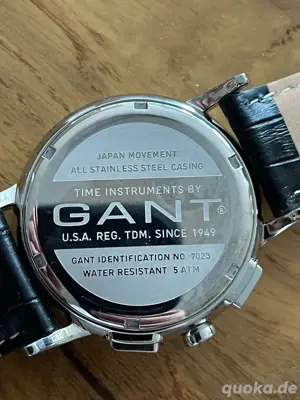 JAPAN MOVEMENT
ALL STAINLESS STEEL CASING
TIME INSTRUMENTS BY
GANT®
U.S.A. REG. TDM. SINCE 1949
GANT IDENTIFICATION NO. 7023
WATER RESISTANT 5 ATM
quoka.de